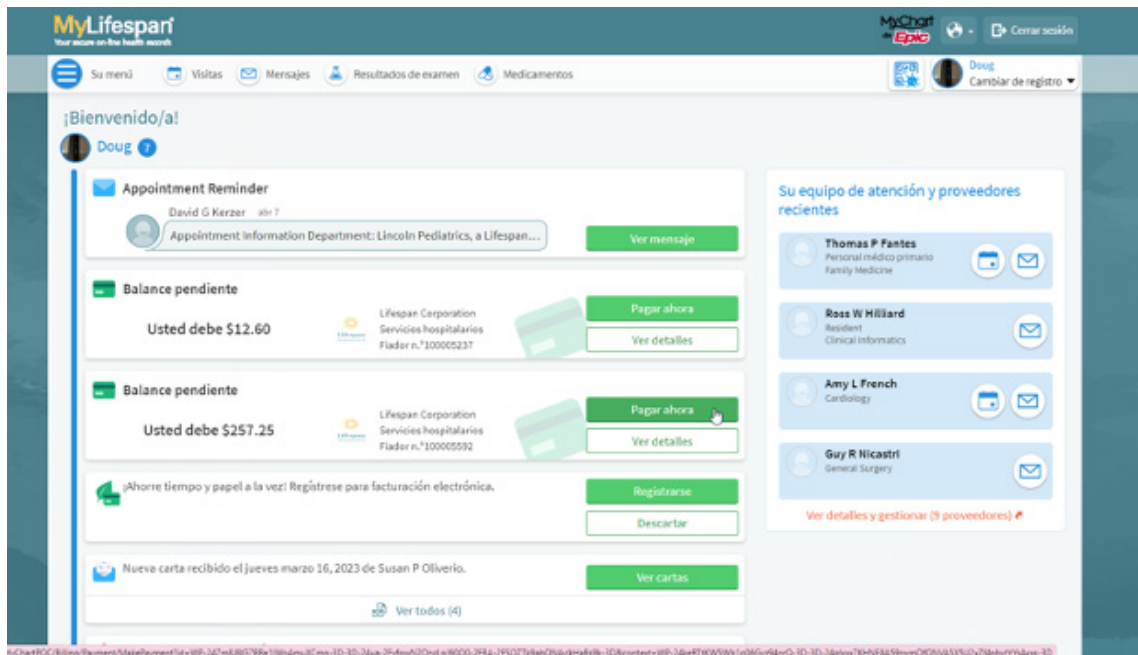 MyLifespan
Your secure on-line health records
MyChart
Epic
Cerrar sesión
Su menú
Visitas
Mensajes
Resultados de examen
Medicamentos
Doug
Cambiar de registro
¡Bienvenido/a!
Doug 7
Appointment Reminder
David G Kerzer abr 7
Appointment Information Department: Lincoln Pediatrics, a Lifespan...
Ver mensaje
Balance pendiente
Usted debe $12.60
Lifespan
Lifespan Corporation
Servicios hospitalarios
Fiador n.°100005237
Pagar ahora
Ver detalles
Balance pendiente
Usted debe $257.25
Lifespan
Lifespan Corporation
Servicios hospitalarios
Fiador n.°100005592
Pagar ahora
Ver detalles
¡Ahorre tiempo y papel a la vez! Regístrese para facturación electrónica.
Registrarse
Descartar
Nueva carta recibido el jueves marzo 16, 2023 de Susan P Oliverio.
Ver cartas
Ver todos (4)
Su equipo de atención y proveedores
recientes
Thomas P Fantes
Personal médico primario
Family Medicine
Ross W Hilliard
Resident
Clinical Informatics
Amy L French
Cardiology
Guy R Nicastri
General Surgery
Ver detalles y gestionar (9 proveedores)